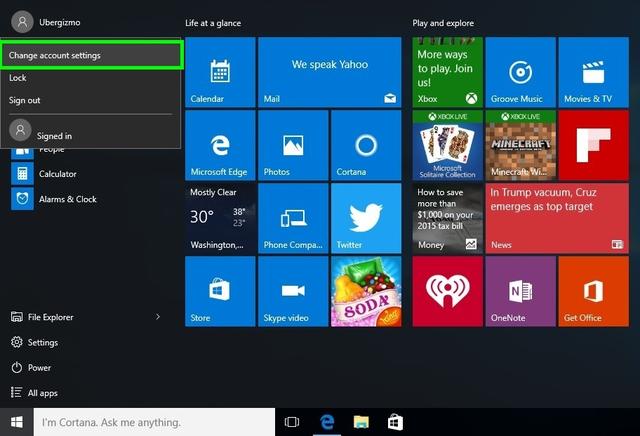 Ubergizmo
Change account settings
Lock
Sign out
Signed in
People
Calculator
Alarms & Clock
File Explorer
Settings
Power
All apps
Life at a glance
Calendar
We speak Yahoo
Mail
Microsoft Edge
Photos
Cortana
Mostly Clear
30° 38°
23°
Washington,...
Phone Compa...
Twitter
Store
Skype video
SODA
Play and explore
More ways
to play. Join
us!
Xbox
Groove Music
Movies & TV
XBOX LIVE
Microsoft
Solitaire Collection
XBOX LIVE
MINECRAFT
Minecraft: Wi...
How to save
more than
$1,000 on your
2015 tax bill
Money
In Trump vacuum, Cruz
emerges as top target
News
OneNote
Get Office
I'm Cortana. Ask me anything.